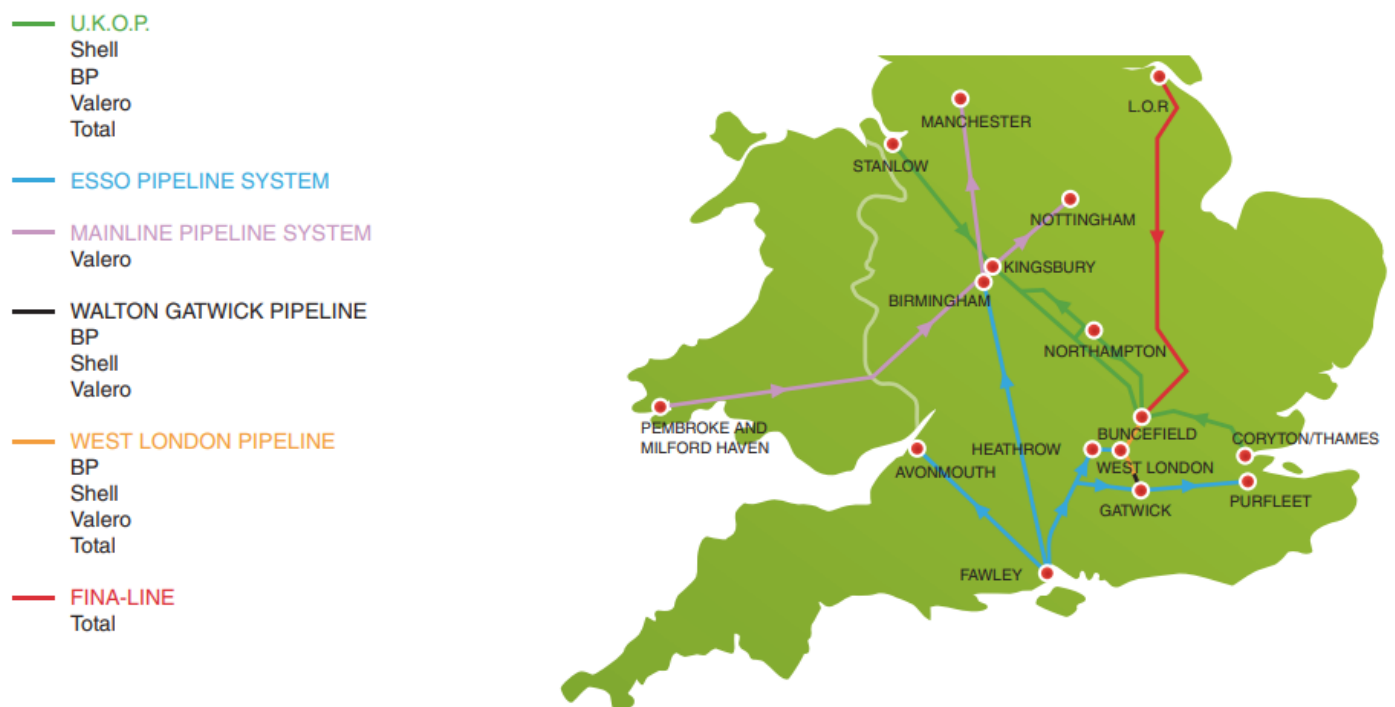 U.K.O.P.
Shell
BP
Valero
Total
ESSO PIPELINE SYSTEM
MAINLINE PIPELINE SYSTEM
Valero
WALTON GATWICK PIPELINE
BP
Shell
Valero
WEST LONDON PIPELINE
BP
Shell
Valero
Total
FINA-LINE
Total
L.O.R
MANCHESTER
STANLOW
NOTTINGHAM
KINGSBURY
BIRMINGHAM
NORTHAMPTON
PEMBROKE AND
MILFORD HAVEN
BUNCEFIELD
CORYTON/THAMES
HEATHROW
WEST LONDON
AVONMOUTH
GATWICK
PURFLEET
FAWLEY